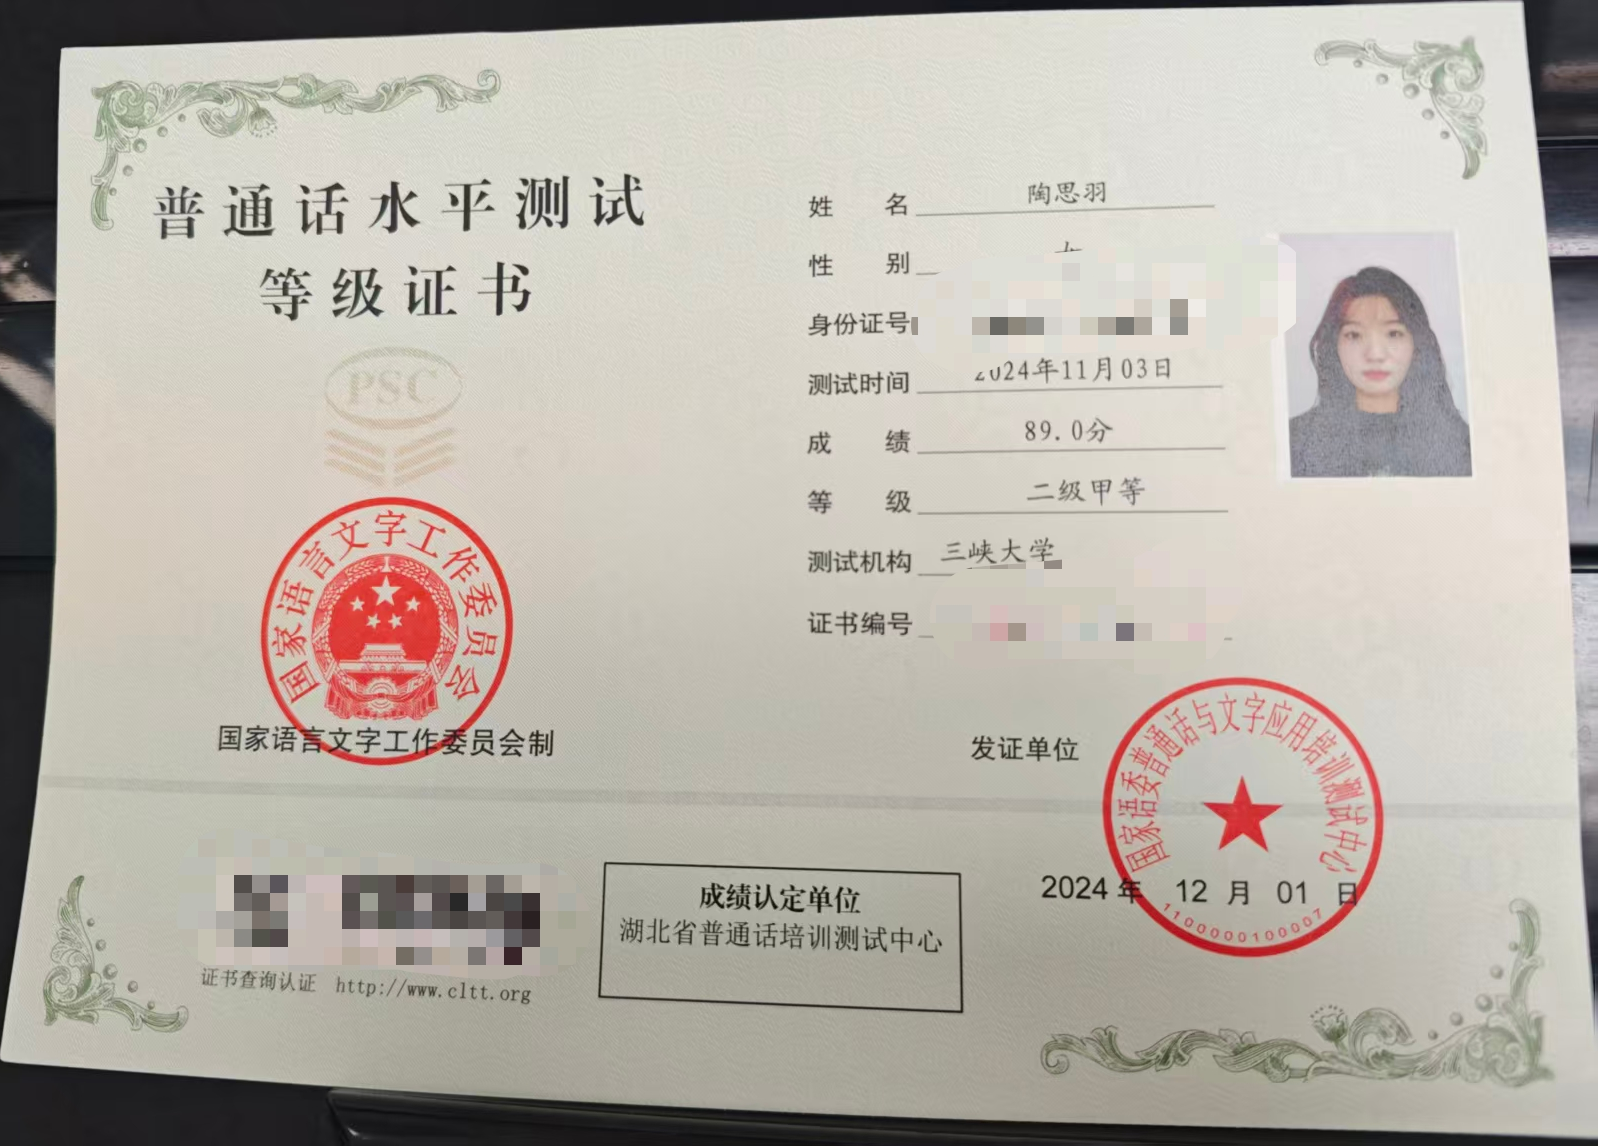 普通话水平测试
等级证书
PSC
国家语言文字工作委员会
国家语言文字工作委员会制
姓名 陶思羽
性别
身份证号
测试时间 2024年11月03日
成绩 89.0分
等级 二级甲等
测试机构 三峡大学
证书编号
发证单位
国家语委普通话与文字应用培训测试中心
2024 年 12 月 01 日
1100000100007
成绩认定单位
湖北省普通话培训测试中心
证书查询认证 http://www.cltt.org